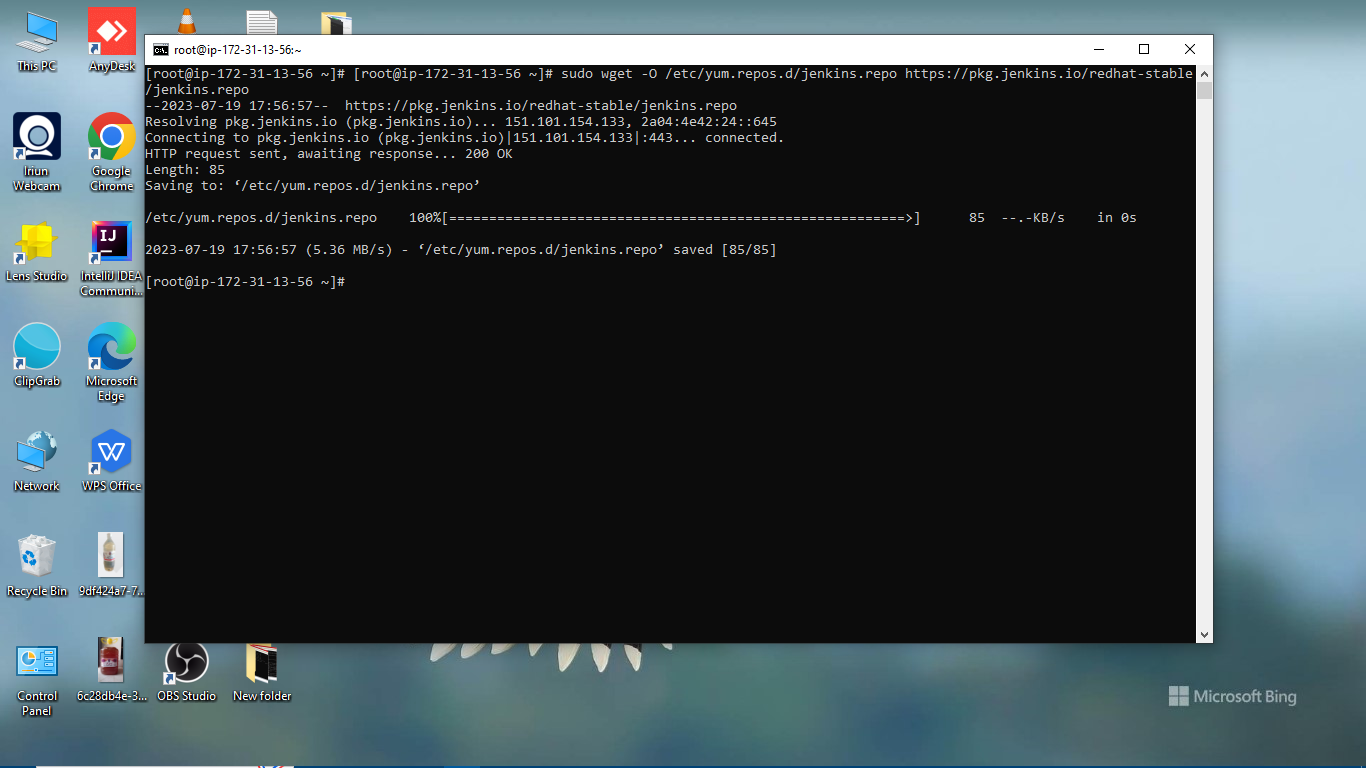 This PC
AnyDesk
Iriun
Webcam
Google
Chrome
Lens Studio
IJ
IntelliJ IDEA
Communi...
ClipGrab
Microsoft
Edge
Network
W
WPS Office
Recycle Bin
9df424a7-7...
Control
Panel
6c28db4e-3...
OBS Studio
New folder
C:\.
root@ip-172-31-13-56:~
[root@ip-172-31-13-56 ~]# [root@ip-172-31-13-56 ~]# sudo wget -O /etc/yum.repos.d/jenkins.repo https://pkg.jenkins.io/redhat-stable
/jenkins.repo
--2023-07-19 17:56:57--  https://pkg.jenkins.io/redhat-stable/jenkins.repo
Resolving pkg.jenkins.io (pkg.jenkins.io)... 151.101.154.133, 2a04:4e42:24::645
Connecting to pkg.jenkins.io (pkg.jenkins.io)|151.101.154.133|:443... connected.
HTTP request sent, awaiting response... 200 OK
Length: 85
Saving to: ‘/etc/yum.repos.d/jenkins.repo’
/etc/yum.repos.d/jenkins.repo    100%[=========================================================>]      85  --.-KB/s    in 0s
2023-07-19 17:56:57 (5.36 MB/s) - ‘/etc/yum.repos.d/jenkins.repo’ saved [85/85]
[root@ip-172-31-13-56 ~]#
Microsoft Bing